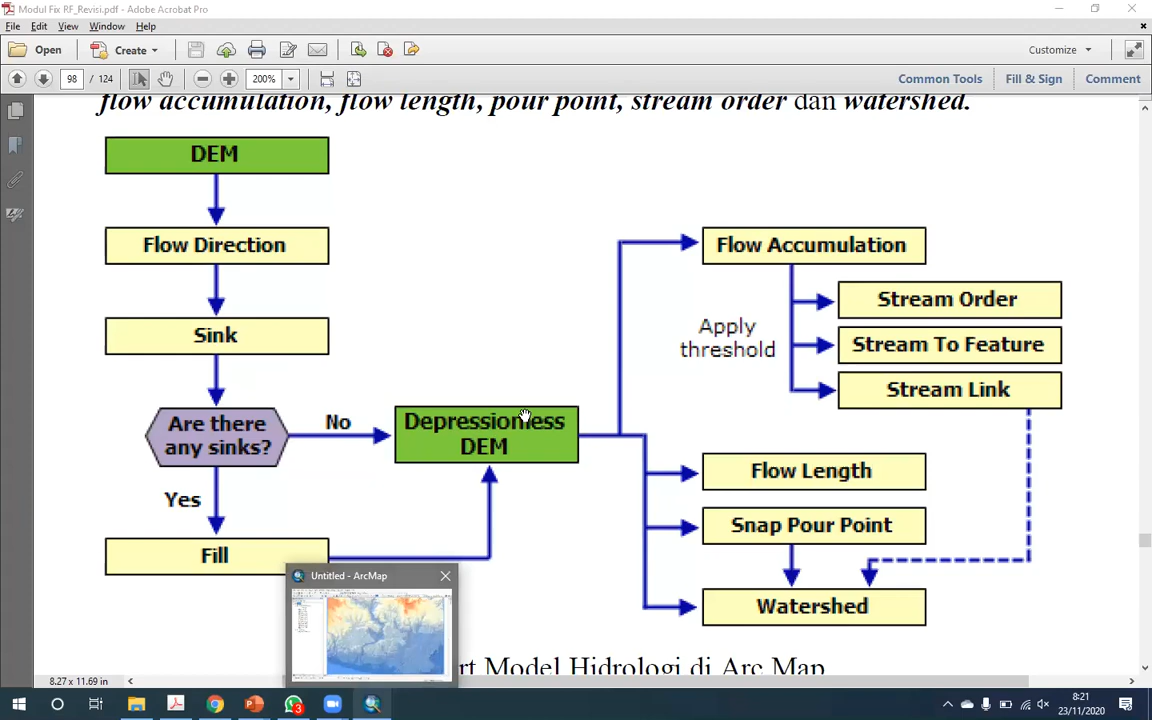 Modul Fix RF_Revisi.pdf - Adobe Acrobat Pro
File Edit View Window Help
Open Create Customize
98 / 124 200% Common Tools Fill & Sign Comment
flow accumulation, flow length, pour point, stream order dan watershed.
DEM
Flow Direction
Sink
Are there
any sinks?
No
Yes
Fill
Depressionless
DEM
Flow Accumulation
Apply
threshold
Stream Order
Stream To Feature
Stream Link
Flow Length
Snap Pour Point
Watershed
Untitled - ArcMap
rt Model Hidrologi di Arc Map
8.27 x 11.69 in
3
8:21
23/11/2020